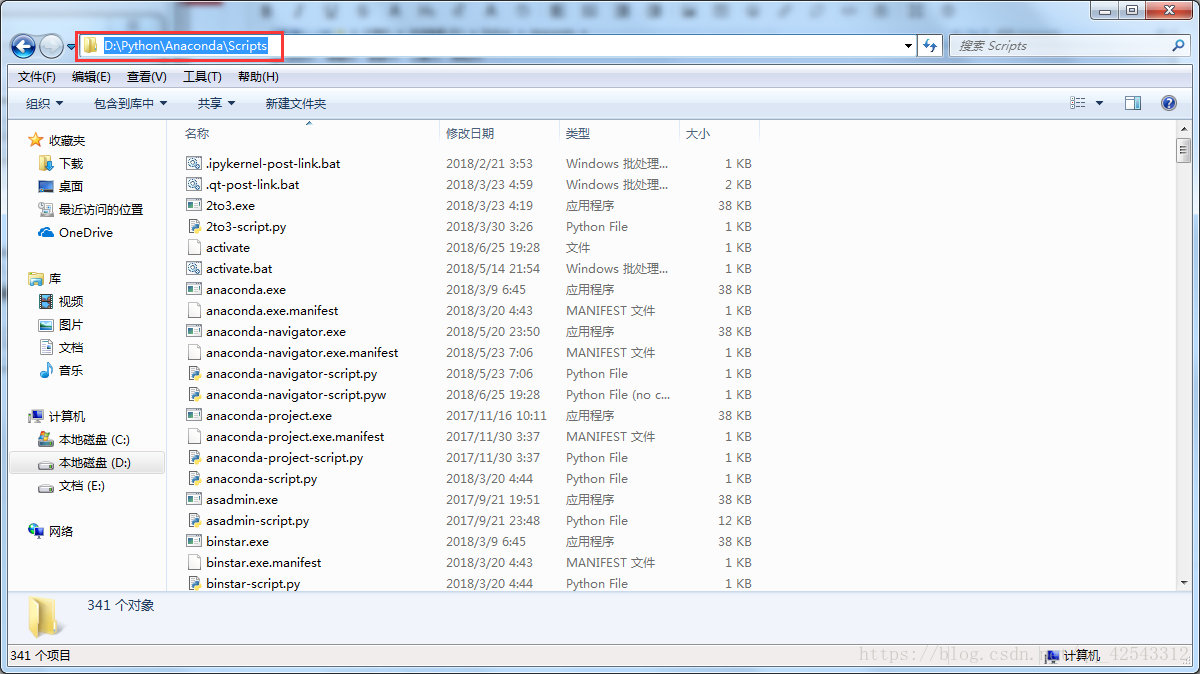 D:\Python\Anaconda\Scripts
搜索 Scripts
文件(F) 编辑(E) 查看(V) 工具(T) 帮助(H)
组织 包含到库中 共享 新建文件夹
收藏夹
下载
桌面
最近访问的位置
OneDrive
库
视频
图片
文档
音乐
计算机
本地磁盘 (C:)
本地磁盘 (D:)
文档 (E:)
网络
名称 修改日期 类型 大小
.ipykernel-post-link.bat 2018/2/21 3:53 Windows 批处理... 1 KB
.qt-post-link.bat 2018/3/23 4:59 Windows 批处理... 2 KB
2to3.exe 2018/3/23 4:19 应用程序 38 KB
2to3-script.py 2018/3/30 3:26 Python File 1 KB
activate 2018/6/25 19:28 文件 1 KB
activate.bat 2018/5/14 21:54 Windows 批处理... 1 KB
anaconda.exe 2018/3/9 6:45 应用程序 38 KB
anaconda.exe.manifest 2018/3/20 4:43 MANIFEST 文件 1 KB
anaconda-navigator.exe 2018/5/20 23:50 应用程序 38 KB
anaconda-navigator.exe.manifest 2018/5/23 7:06 MANIFEST 文件 1 KB
anaconda-navigator-script.py 2018/5/23 7:06 Python File 1 KB
anaconda-navigator-script.pyw 2018/6/25 19:28 Python File (no c... 1 KB
anaconda-project.exe 2017/11/16 10:11 应用程序 38 KB
anaconda-project.exe.manifest 2017/11/30 3:37 MANIFEST 文件 1 KB
anaconda-project-script.py 2017/11/30 3:37 Python File 1 KB
anaconda-script.py 2018/3/20 4:44 Python File 1 KB
asadmin.exe 2017/9/21 19:51 应用程序 38 KB
asadmin-script.py 2017/9/21 23:48 Python File 12 KB
binstar.exe 2018/3/9 6:45 应用程序 38 KB
binstar.exe.manifest 2018/3/20 4:43 MANIFEST 文件 1 KB
binstar-script.py 2018/3/20 4:44 Python File 1 KB
341 个对象
341 个项目 计算机
https://blog.csdn. _42543312